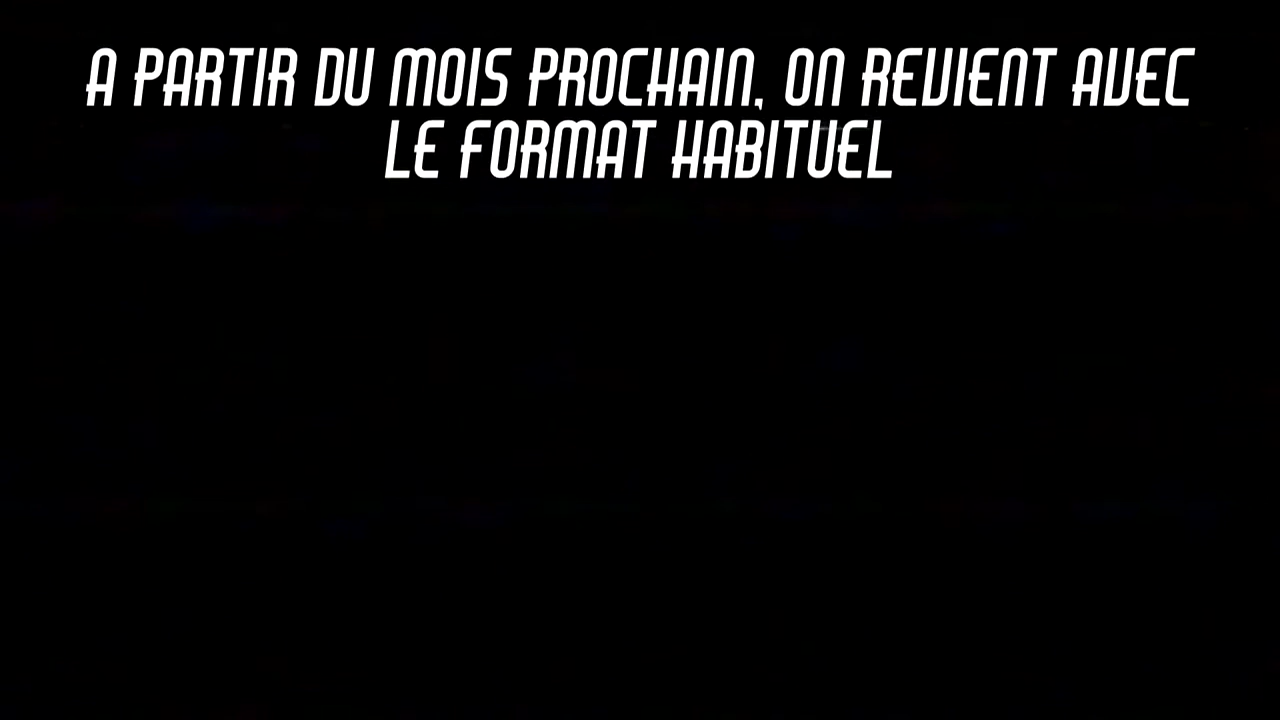 A PARTIR DU MOIS PROCHAIN, ON REVIENT AVEC
LE FORMAT HABITUEL